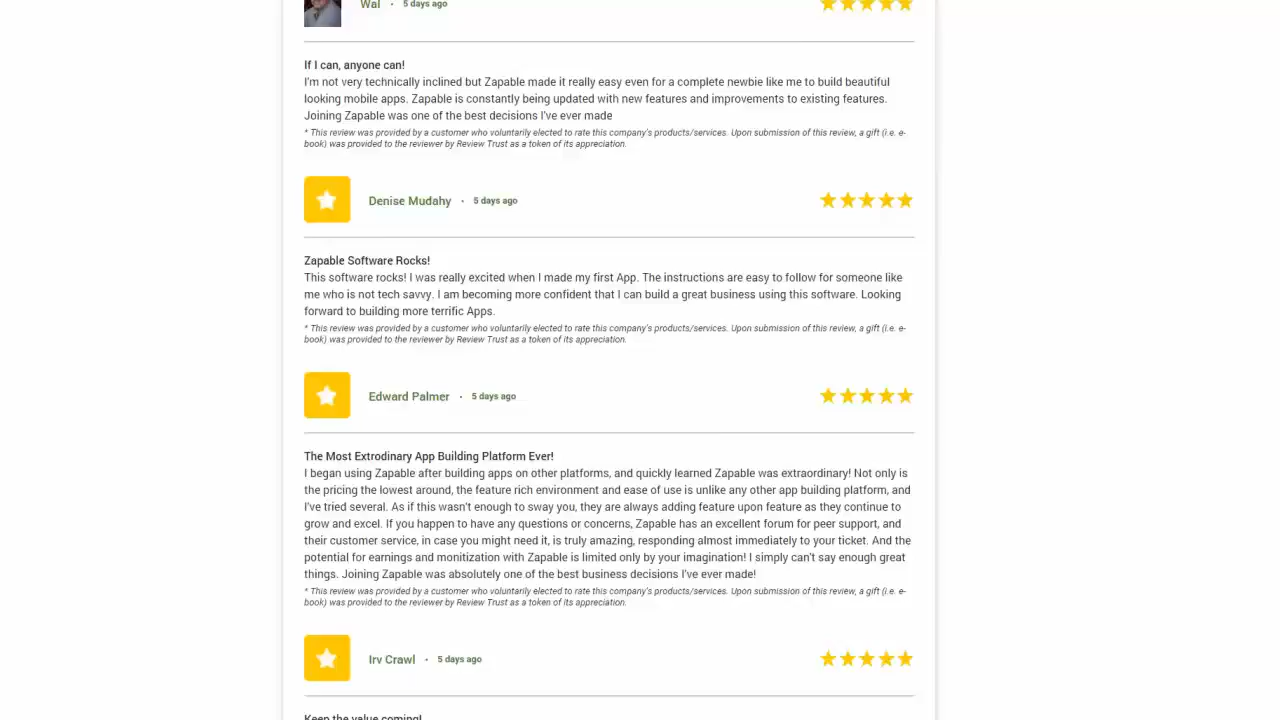 Wal • 5 days ago
If I can, anyone can!
I'm not very technically inclined but Zapable made it really easy even for a complete newbie like me to build beautiful
looking mobile apps. Zapable is constantly being updated with new features and improvements to existing features.
Joining Zapable was one of the best decisions I've ever made
* This review was provided by a customer who voluntarily elected to rate this company's products/services. Upon submission of this review, a gift (i.e. e-
book) was provided to the reviewer by Review Trust as a token of its appreciation.
Denise Mudahy • 5 days ago
Zapable Software Rocks!
This software rocks! I was really excited when I made my first App. The instructions are easy to follow for someone like
me who is not tech savvy. I am becoming more confident that I can build a great business using this software. Looking
forward to building more terrific Apps.
* This review was provided by a customer who voluntarily elected to rate this company's products/services. Upon submission of this review, a gift (i.e. e-
book) was provided to the reviewer by Review Trust as a token of its appreciation.
Edward Palmer • 5 days ago
The Most Extrodinary App Building Platform Ever!
I began using Zapable after building apps on other platforms, and quickly learned Zapable was extraordinary! Not only is
the pricing the lowest around, the feature rich environment and ease of use is unlike any other app building platform, and
I've tried several. As if this wasn't enough to sway you, they are always adding feature upon feature as they continue to
grow and excel. If you happen to have any questions or concerns, Zapable has an excellent forum for peer support, and
their customer service, in case you might need it, is truly amazing, responding almost immediately to your ticket. And the
potential for earnings and monitization with Zapable is limited only by your imagination! I simply can't say enough great
things. Joining Zapable was absolutely one of the best business decisions I've ever made!
* This review was provided by a customer who voluntarily elected to rate this company's products/services. Upon submission of this review, a gift (i.e. e-
book) was provided to the reviewer by Review Trust as a token of its appreciation.
Irv Crawl • 5 days ago
Keep the value coming!